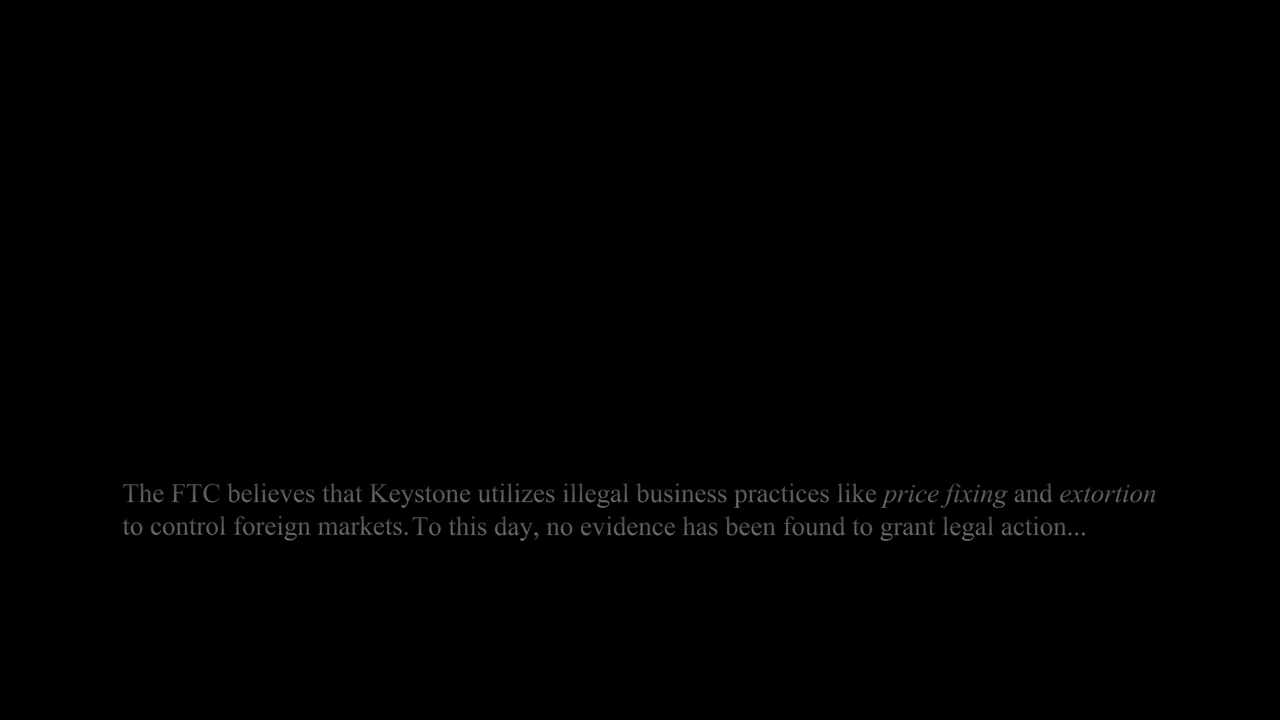 The FTC believes that Keystone utilizes illegal business practices like price fixing and extortion
to control foreign markets. To this day, no evidence has been found to grant legal action...